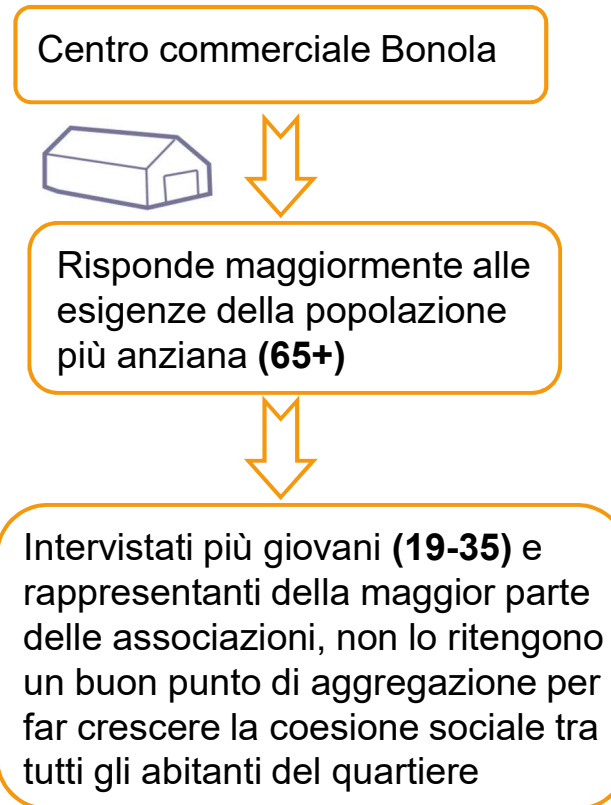 Centro commerciale Bonola
Risponde maggiormente alle
esigenze della popolazione
più anziana (65+)
Intervistati più giovani (19-35) e
rappresentanti della maggior parte
delle associazioni, non lo ritengono
un buon punto di aggregazione per
far crescere la coesione sociale tra
tutti gli abitanti del quartiere